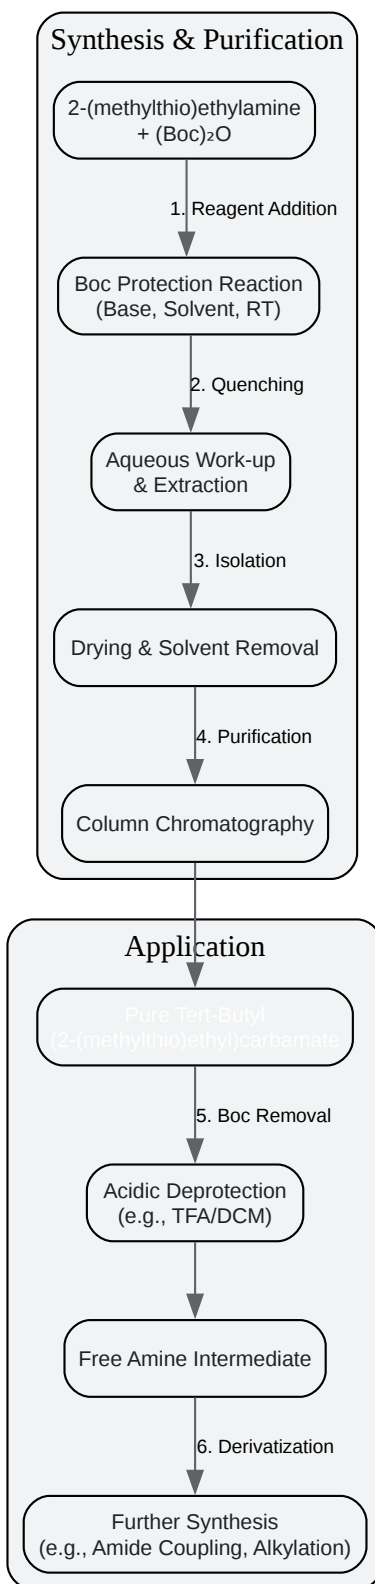 Synthesis & Purification
2-(methylthio)ethylamine
+ (Boc)₂O
1. Reagent Addition
Boc Protection Reaction
(Base, Solvent, RT)
2. Quenching
Aqueous Work-up
& Extraction
3. Isolation
Drying & Solvent Removal
4. Purification
Column Chromatography
Application
Pure Tert-Butyl
(2-(methylthio)ethyl)carbamate
5. Boc Removal
Acidic Deprotection
(e.g., TFA/DCM)
Free Amine Intermediate
6. Derivatization
Further Synthesis
(e.g., Amide Coupling, Alkylation)